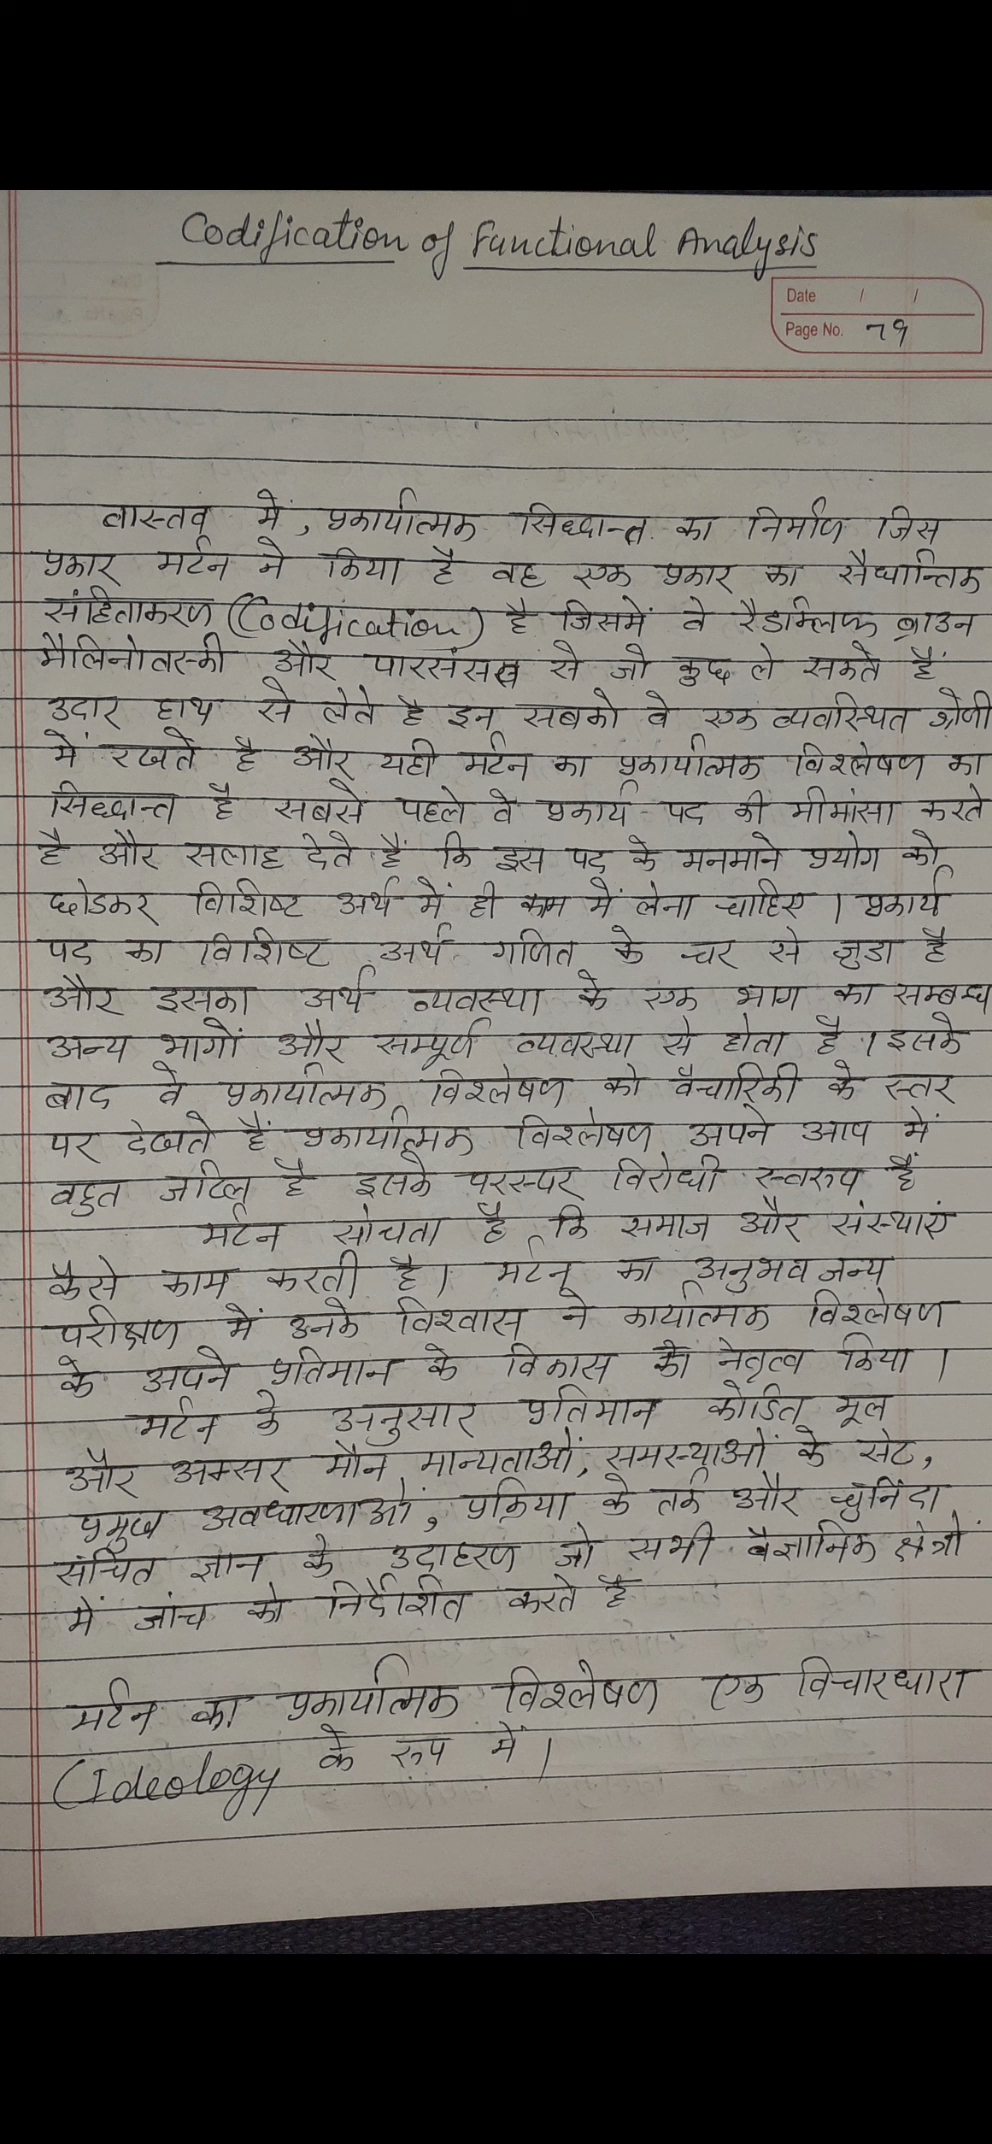 Codification of Functional Analysis
Date / /
Page No. 79
वास्तव में, प्रकार्यात्मक सिध्दान्त का निर्माण जिस
प्रकार मर्टन ने किया है वह एक प्रकार का सैधान्तिक
संहिताकरण (Codification) है जिसमें वे रैडक्लिफ ब्राउन
मैलिनोवस्की और पारसंसस से जो कुछ ले सकते हैं
उदार हाथ से लेते है इन सबको वे एक व्यवस्थित श्रेणी
में रखते है और यही मर्टन का प्रकार्यात्मक विश्लेषण का
सिध्दान्त है सबसे पहले वे प्रकार्य पद की मीमांसा करते
है और सलाह देते हैं कि इस पद के मनमाने प्रयोग को
छोडकर विशिष्ट अर्थ में ही काम में लेना चाहिए । प्रकार्य
पद का विशिष्ट अर्थ गणित के चर से जुडा है
और इसका अर्थ व्यवस्था के एक भाग का सम्बन्ध
अन्य भागों और सम्पूर्ण व्यवस्था से होता है । इसके
बाद वे प्रकार्यात्मक विश्लेषण को वैचारिकी के स्तर
पर देखते हैं प्रकार्यात्मक विश्लेषण अपने आप में
बहुत जटिल है इसके परस्पर विरोधी स्वरुप हैं
मर्टन सोचता है कि समाज और संस्थाएं
कैसे काम करती है। मर्टन का अनुभव जन्य
परीक्षण में उनके विश्वास ने कार्यात्मक विश्लेषण
के अपने प्रतिमान के विकास का नेतृत्व किया ।
मर्टन के अनुसार प्रतिमान कोडित मूल
और अक्सर मौन मान्यताओं, समस्याओं के सेट,
प्रमुख अवधारणाओं, प्रक्रिया के तर्क और चुनिंदा
संचित ज्ञान के उदाहरण जो सभी वैज्ञानिक क्षेत्रों
में जांच को निर्देशित करते है
मर्टन का प्रकार्यात्मक विश्लेषण एक विचारधारा
(Ideology के रूप में।